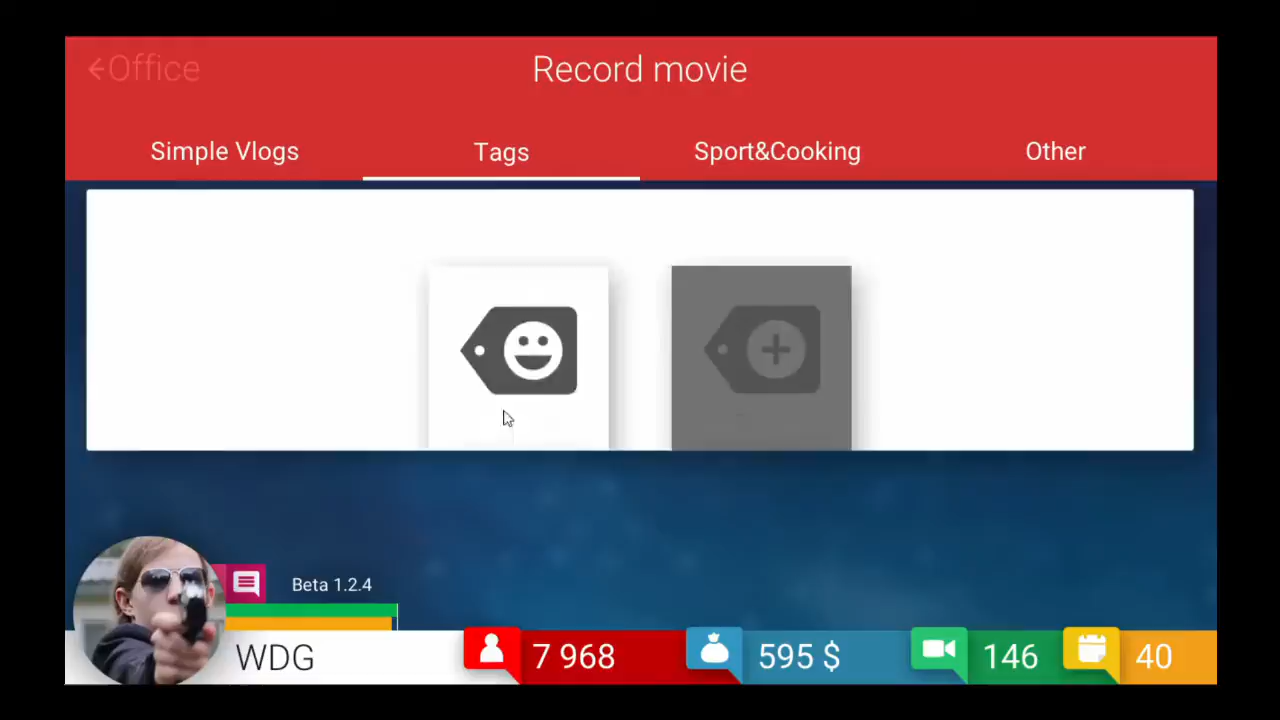 Office
Record movie
Simple Vlogs
Tags
Sport&Cooking
Other
Beta 1.2.4
WDG
7 968
595 $
146
40